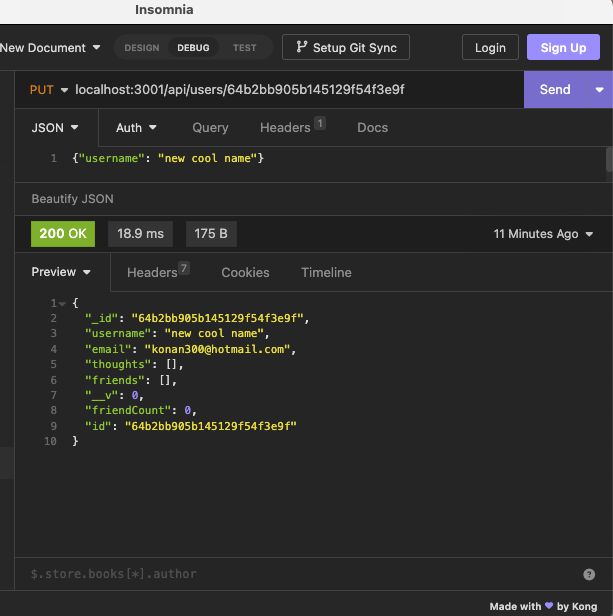 Insomnia
New Document DESIGN DEBUG TEST Setup Git Sync Login Sign Up
PUT localhost:3001/api/users/64b2bb905b145129f54f3e9f Send
JSON Auth Query Headers 1 Docs
1 {"username": "new cool name"}
Beautify JSON
200 OK 18.9 ms 175 B 11 Minutes Ago
Preview Headers 7 Cookies Timeline
1 {
2 "_id": "64b2bb905b145129f54f3e9f",
3 "username": "new cool name",
4 "email": "konan300@hotmail.com",
5 "thoughts": [],
6 "friends": [],
7 "__v": 0,
8 "friendCount": 0,
9 "id": "64b2bb905b145129f54f3e9f"
10 }
$.store.books[*].author ?
Made with 💜 by Kong